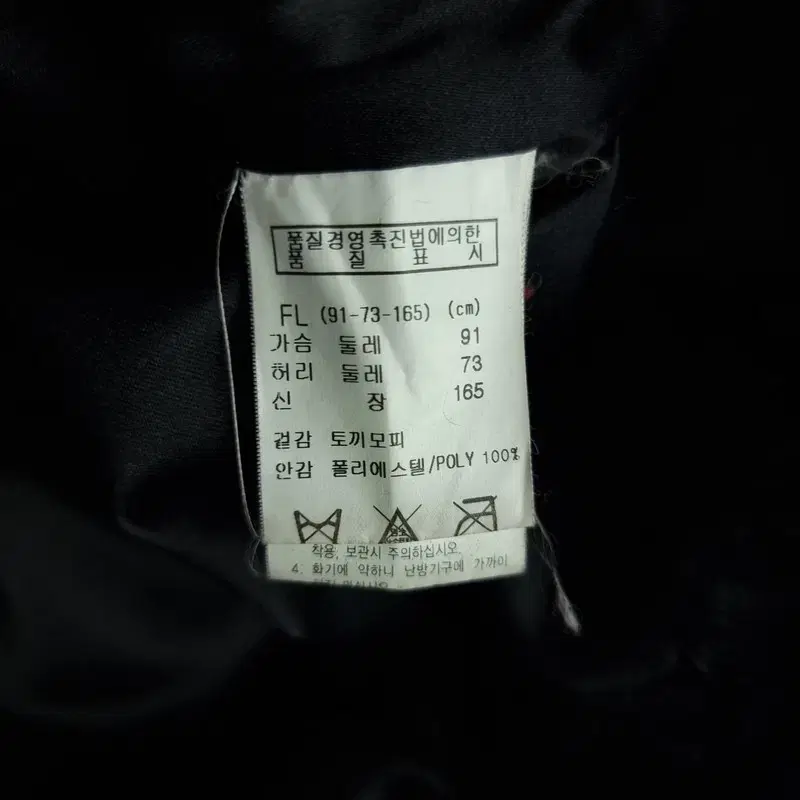 품질경영촉진법에의한
품 질 표 시
FL (91-73-165) (cm)
가슴 둘레 91
허리 둘레 73
신 장 165
겉감 토끼모피
안감 폴리에스텔/POLY 100%
착용, 보관시 주의하십시오.
4. 화기에 약하니 난방기구에 가까이